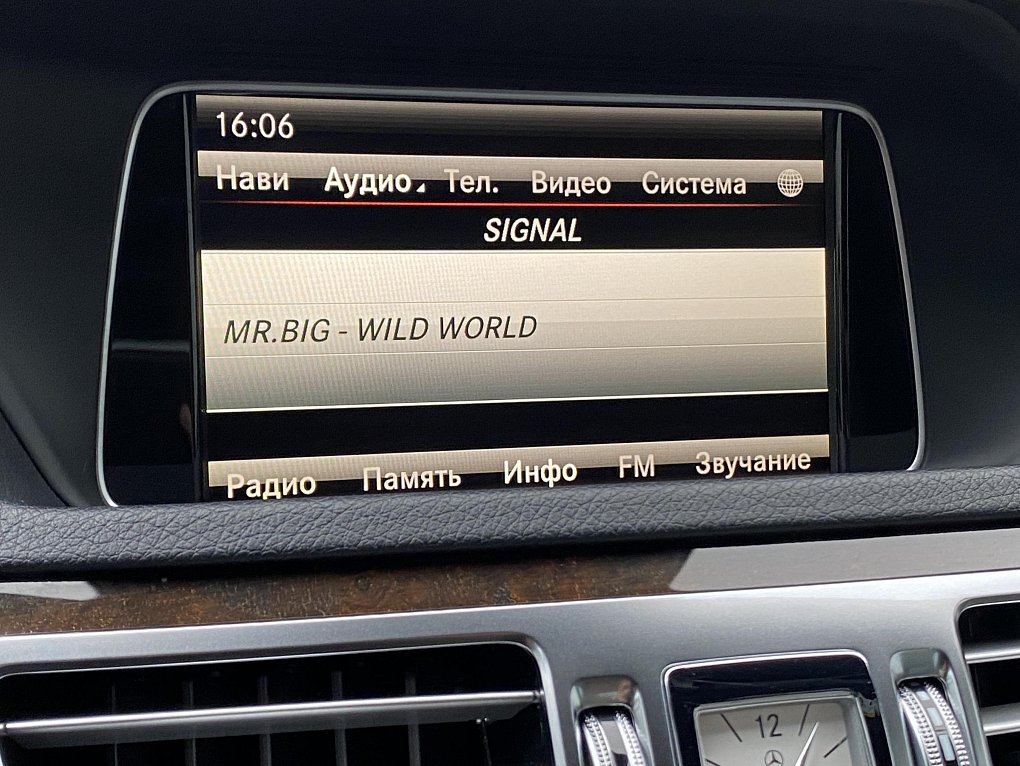 16:06
Нави Аудио Тел. Видео Система
SIGNAL
MR.BIG - WILD WORLD
Радио Память Инфо FM Звучание
12